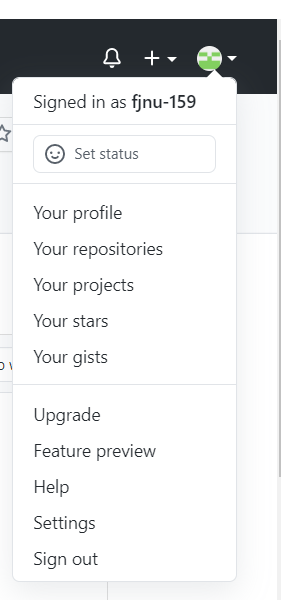 Signed in as fjnu-159
Set status
Your profile
Your repositories
Your projects
Your stars
Your gists
Upgrade
Feature preview
Help
Settings
Sign out